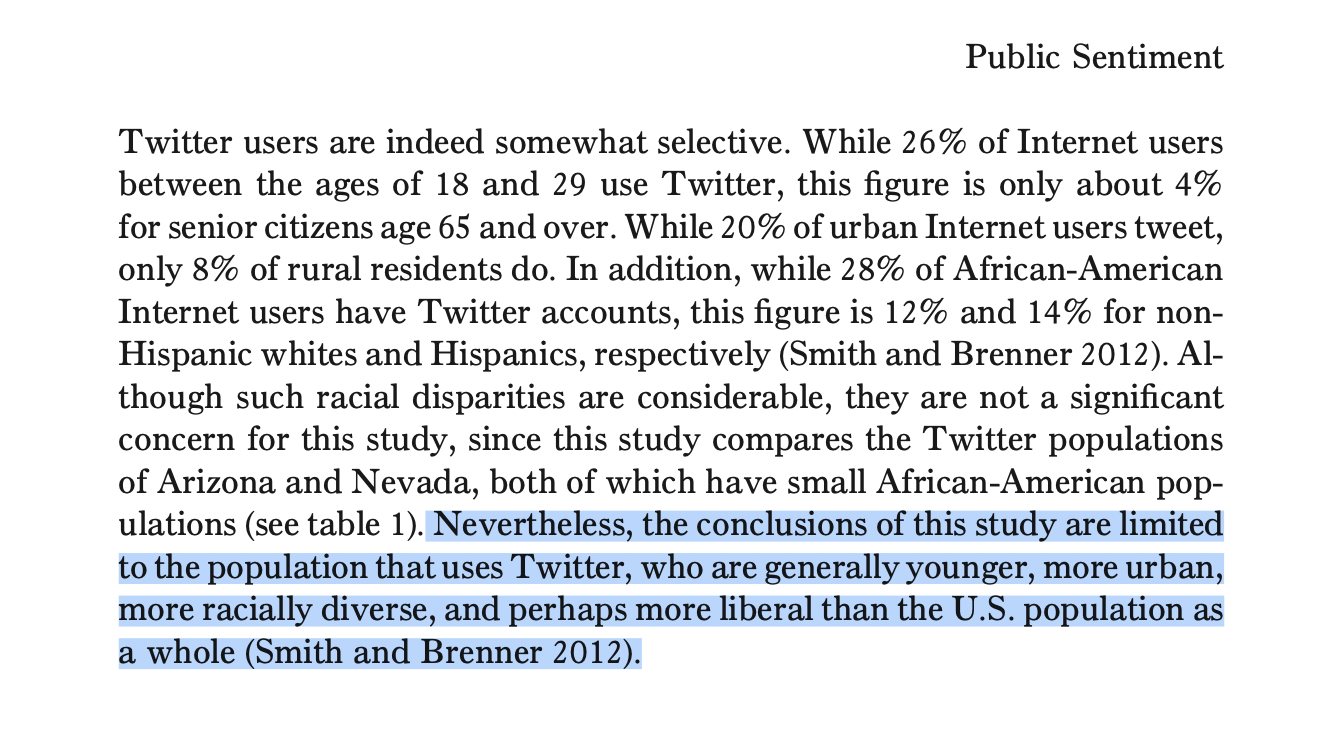 Public Sentiment
Twitter users are indeed somewhat selective. While 26% of Internet users
between the ages of 18 and 29 use Twitter, this figure is only about 4%
for senior citizens age 65 and over. While 20% of urban Internet users tweet,
only 8% of rural residents do. In addition, while 28% of African-American
Internet users have Twitter accounts, this figure is 12% and 14% for non-
Hispanic whites and Hispanics, respectively (Smith and Brenner 2012). Al-
though such racial disparities are considerable, they are not a significant
concern for this study, since this study compares the Twitter populations
of Arizona and Nevada, both of which have small African-American pop-
ulations (see table 1). Nevertheless, the conclusions of this study are limited
to the population that uses Twitter, who are generally younger, more urban,
more racially diverse, and perhaps more liberal than the U.S. population as
a whole (Smith and Brenner 2012).